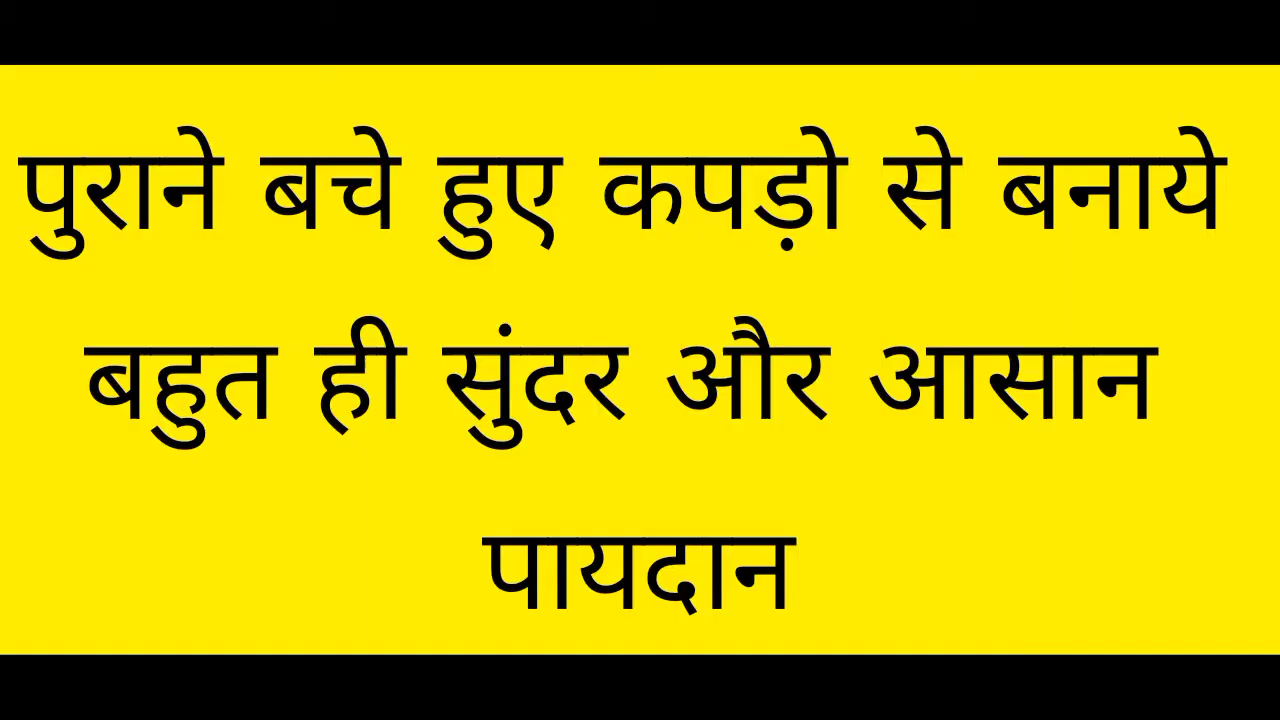 पुराने बचे हुए कपड़ो से बनाये
बहुत ही सुंदर और आसान
पायदान